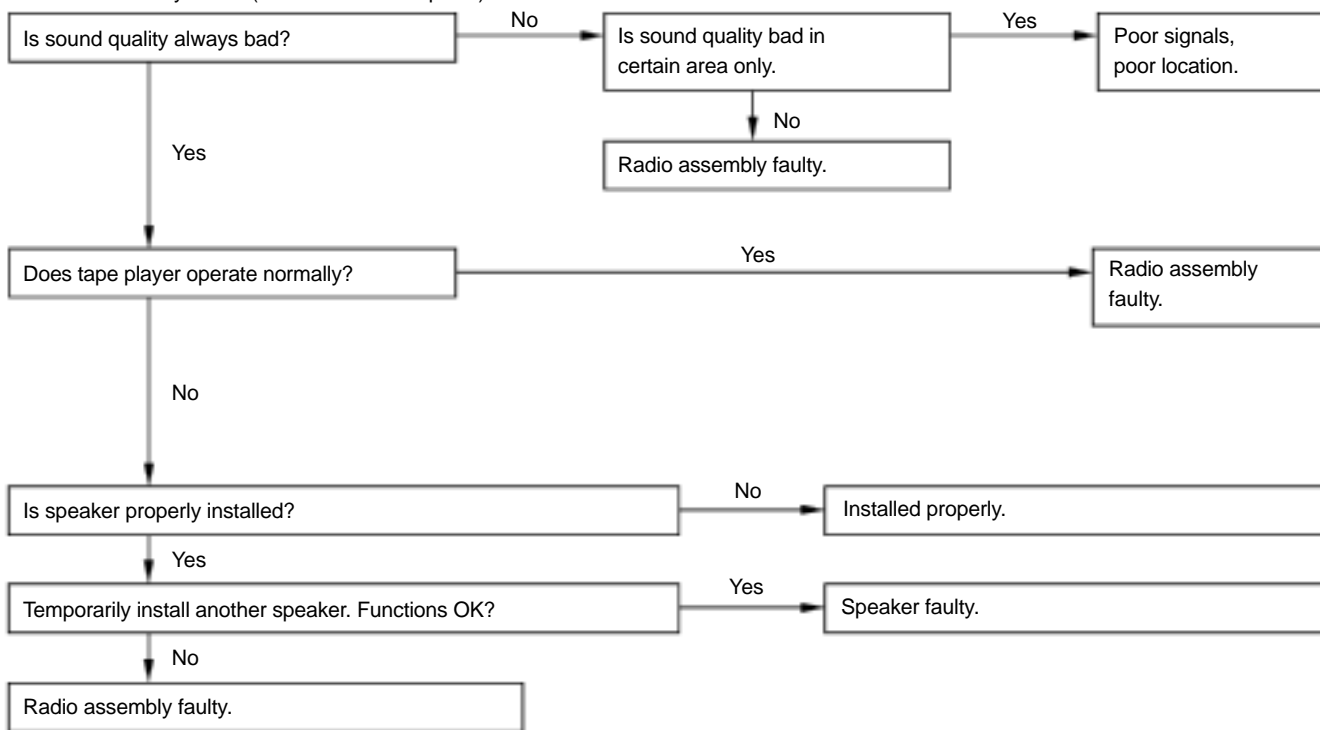 Is sound quality always bad?
No
Is sound quality bad in
certain area only.
Yes
Poor signals,
poor location.
No
Radio assembly faulty.
Yes
Does tape player operate normally?
Yes
Radio assembly
faulty.
No
Is speaker properly installed?
No
Installed properly.
Yes
Temporarily install another speaker. Functions OK?
Yes
Speaker faulty.
No
Radio assembly faulty.